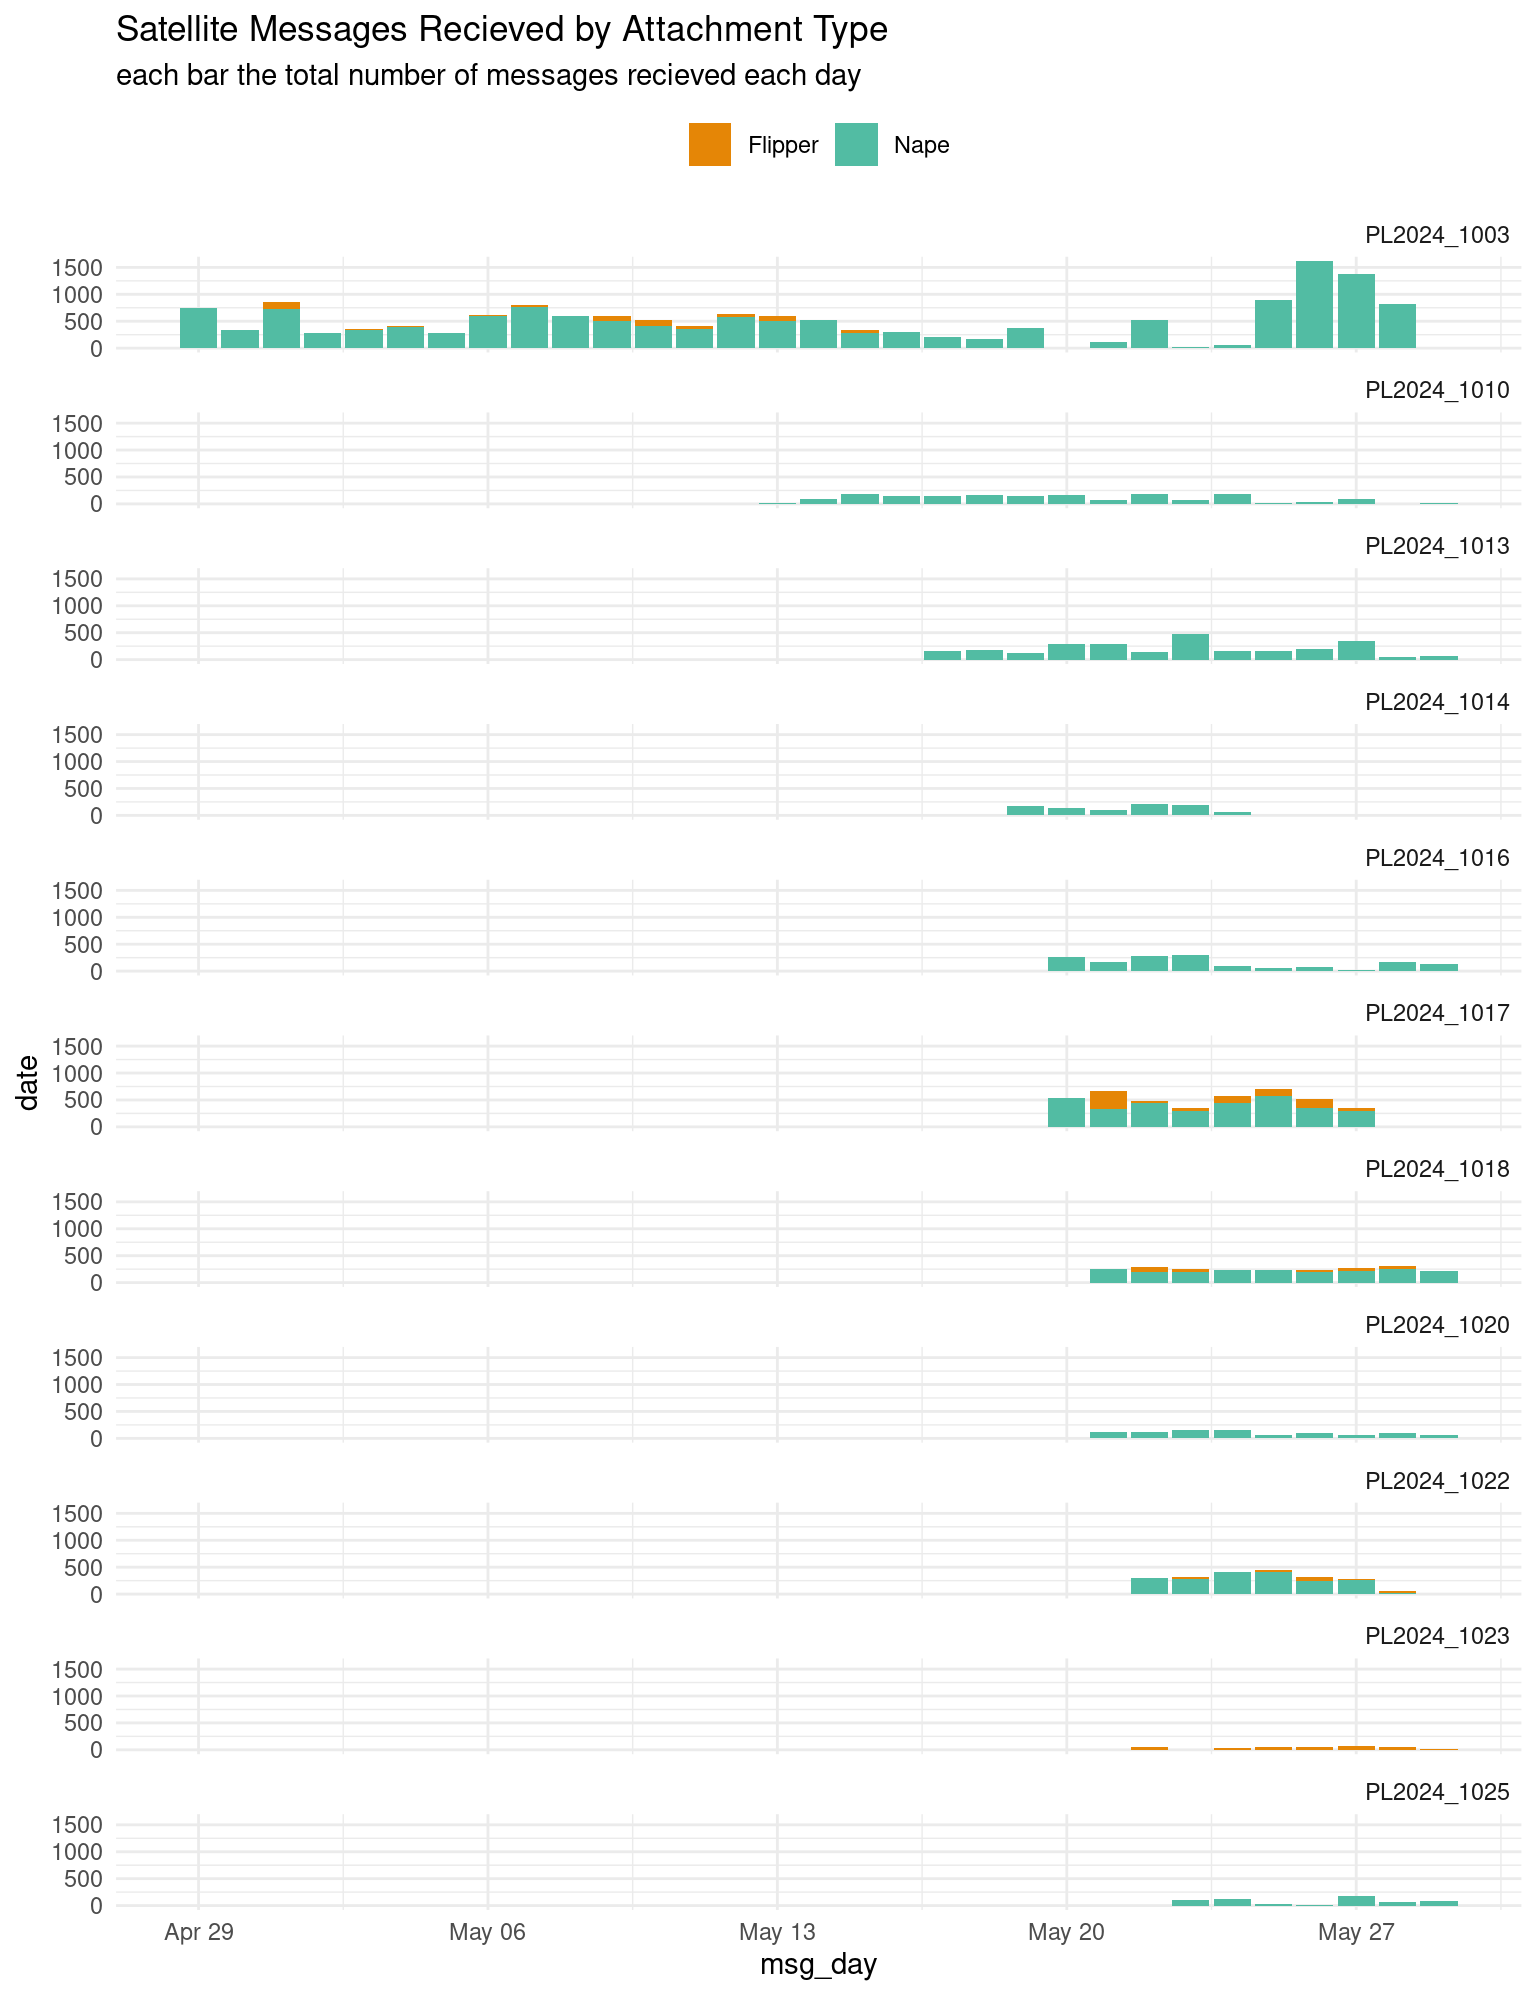 Satellite Messages Recieved by Attachment Type
each bar the total number of messages recieved each day
Flipper Nape
PL2024_1003
1500
1000
500
0
PL2024_1010
1500
1000
500
0
PL2024_1013
1500
1000
500
0
PL2024_1014
1500
1000
500
0
PL2024_1016
1500
1000
500
0
PL2024_1017
1500
1000
500
0
date
PL2024_1018
1500
1000
500
0
PL2024_1020
1500
1000
500
0
PL2024_1022
1500
1000
500
0
PL2024_1023
1500
1000
500
0
PL2024_1025
1500
1000
500
0
Apr 29 May 06 May 13 May 20 May 27
msg_day